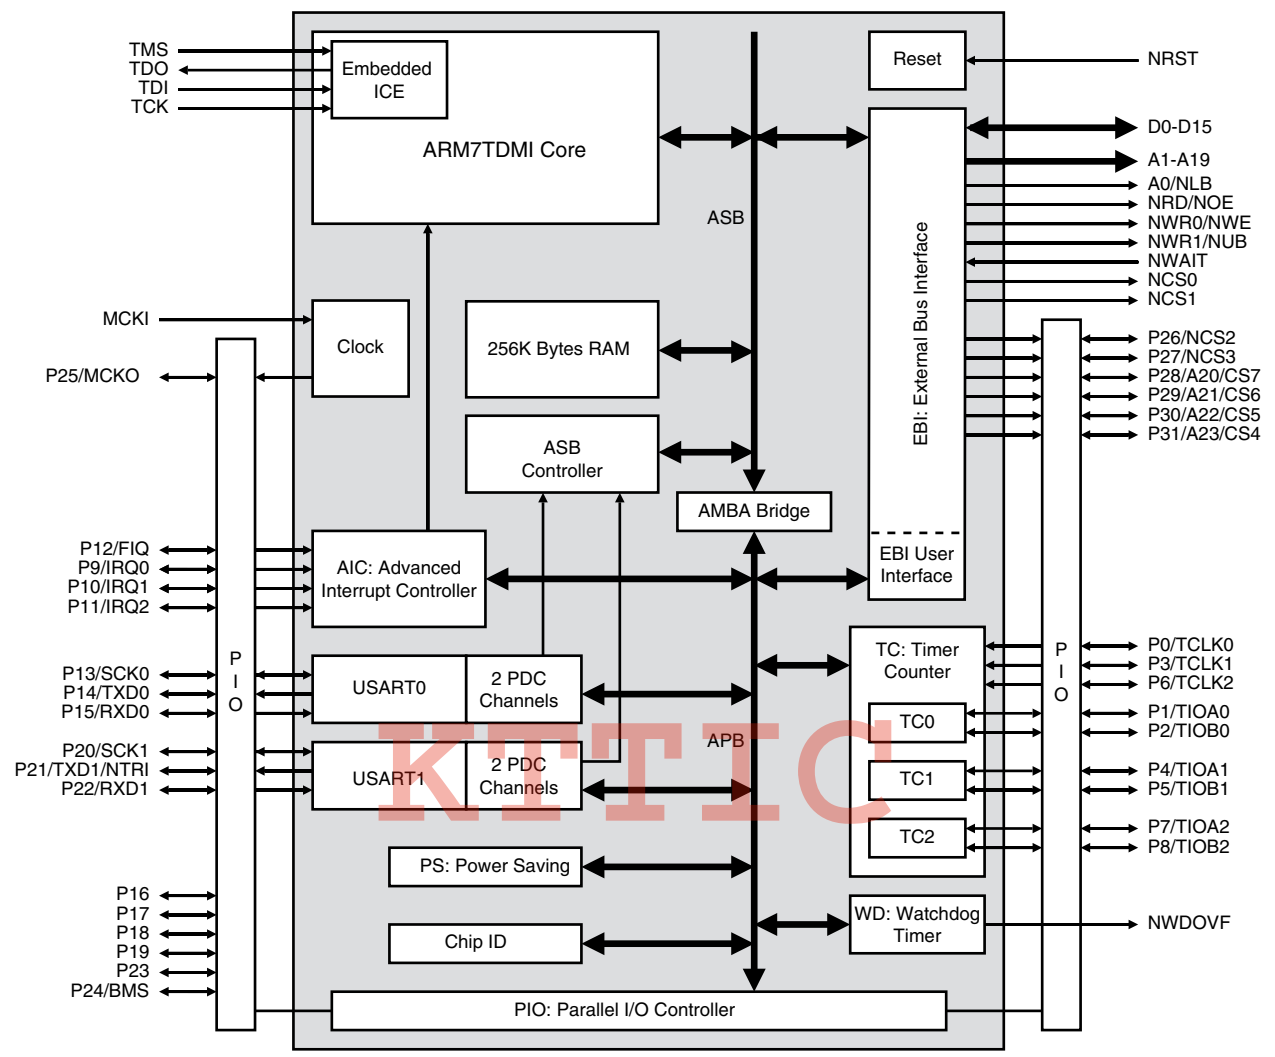 TMS
TDO
TDI
TCK
Embedded
ICE
ARM7TDMI Core
Reset
NRST
D0-D15
A1-A19
A0/NLB
NRD/NOE
NWR0/NWE
NWR1/NUB
NWAIT
NCS0
NCS1
ASB
EBI: External Bus Interface
MCKI
Clock
P25/MCKO
256K Bytes RAM
P26/NCS2
P27/NCS3
P28/A20/CS7
P29/A21/CS6
P30/A22/CS5
P31/A23/CS4
ASB
Controller
AMBA Bridge
EBI User
Interface
P12/FIQ
P9/IRQ0
P10/IRQ1
P11/IRQ2
AIC: Advanced
Interrupt Controller
P
I
O
P13/SCK0
P14/TXD0
P15/RXD0
USART0
2 PDC
Channels
P20/SCK1
P21/TXD1/NTRI
P22/RXD1
USART1
2 PDC
Channels
APB
KTTIC
TC: Timer
Counter
TC0
TC1
TC2
P
I
O
P0/TCLK0
P3/TCLK1
P6/TCLK2
P1/TIOA0
P2/TIOB0
P4/TIOA1
P5/TIOB1
P7/TIOA2
P8/TIOB2
PS: Power Saving
Chip ID
WD: Watchdog
Timer
NWDOVF
P16
P17
P18
P19
P23
P24/BMS
PIO: Parallel I/O Controller